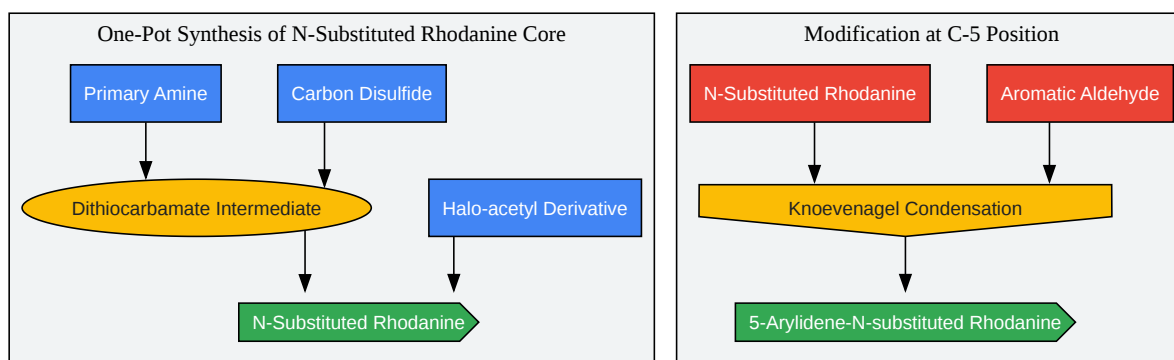 One-Pot Synthesis of N-Substituted Rhodanine Core
Primary Amine
Carbon Disulfide
Dithiocarbamate Intermediate
Halo-acetyl Derivative
N-Substituted Rhodanine
Modification at C-5 Position
N-Substituted Rhodanine
Aromatic Aldehyde
Knoevenagel Condensation
5-Arylidene-N-substituted Rhodanine